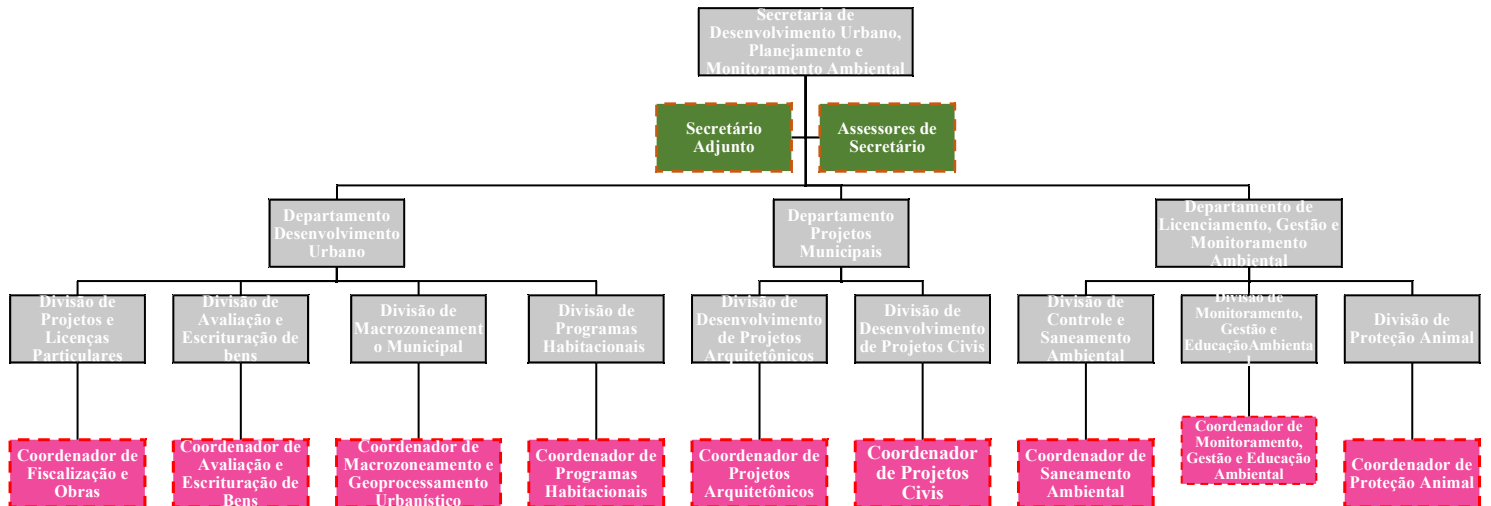 Secretaria de
Desenvolvimento Urbano,
Planejamento e
Monitoramento Ambiental
Secretário
Adjunto
Assessores de
Secretário
Departamento
Desenvolvimento
Urbano
Departamento
Projetos
Municipais
Departamento de
Licenciamento, Gestão e
Monitoramento
Ambiental
Divisão de
Projetos e
Licenças
Particulares
Divisão de
Avaliação e
Escrituração de
bens
Divisão de
Macrozoneament
o Municipal
Divisão de
Programas
Habitacionais
Divisão de
Desenvolvimento
de Projetos
Arquitetônicos
Divisão de
Desenvolvimento
de Projetos Civis
Divisão de
Controle e
Saneamento
Ambiental
Divisão de
Monitoramento,
Gestão e
EducaçãoAmbienta
l
Divisão de
Proteção Animal
Coordenador de
Fiscalização e
Obras
Coordenador de
Avaliação e
Escrituração de
Bens
Coordenador de
Macrozoneamento e
Geoprocessamento
Urbanístico
Coordenador de
Programas
Habitacionais
Coordenador de
Projetos
Arquitetônicos
Coordenador
de Projetos
Civis
Coordenador de
Saneamento
Ambiental
Coordenador de
Monitoramento,
Gestão e Educação
Ambiental
Coordenador de
Proteção Animal